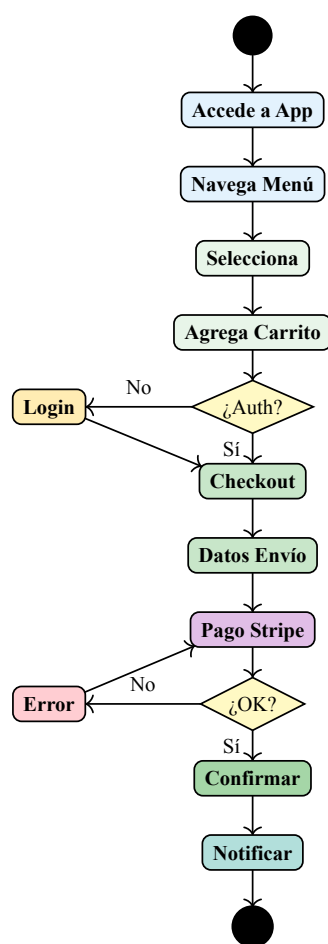 Accede a App
Navega Menú
Selecciona
Agrega Carrito
No
Login
¿Auth?
Sí
Checkout
Datos Envío
Pago Stripe
No
Error
¿OK?
Sí
Confirmar
Notificar